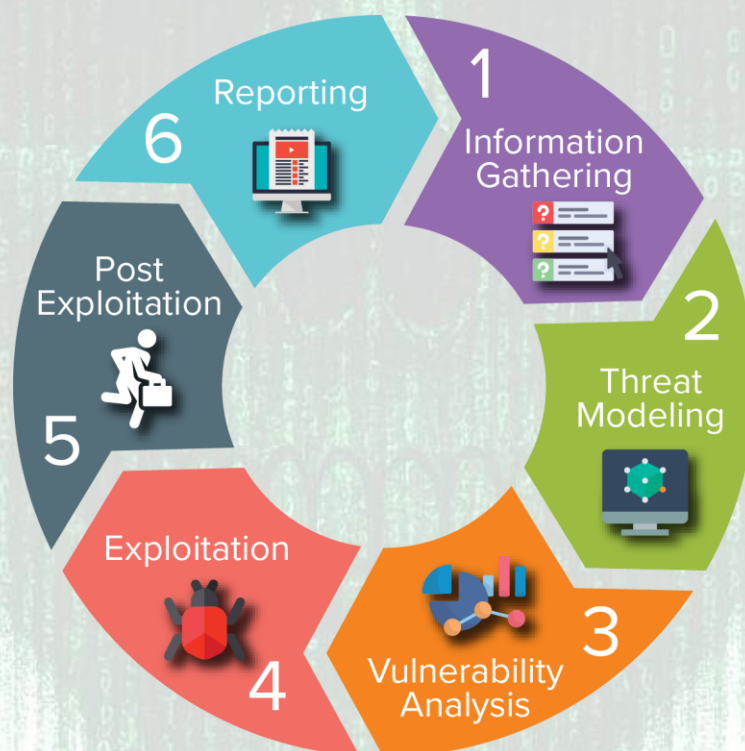 1
Information
Gathering
2
Threat
Modeling
3
Vulnerability
Analysis
4
Exploitation
5
Post
Exploitation
6
Reporting